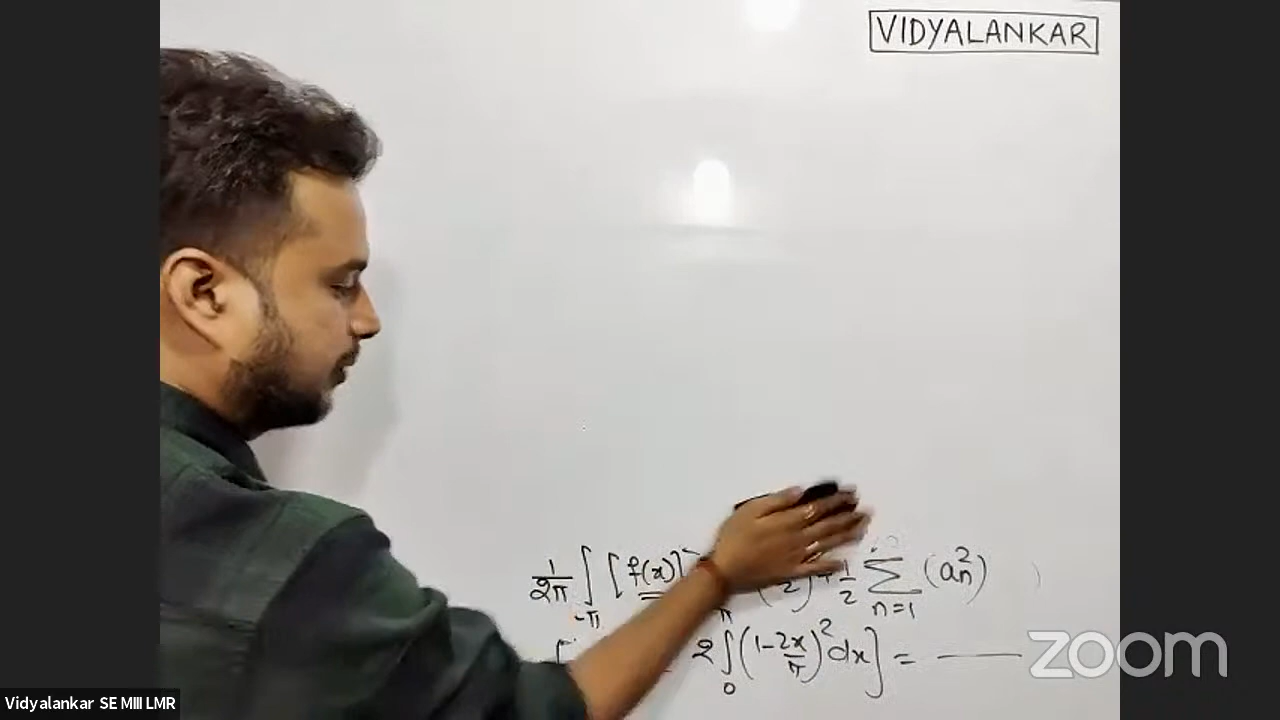 VIDYALANKAR
1/2π ∫ -π [f(x)]² /2) + 1/2 ∑ n=1 (an²)
2 ∫ 0 π (1-2x/π)² dx] = —
zoom
Vidyalankar SE MIII LMR